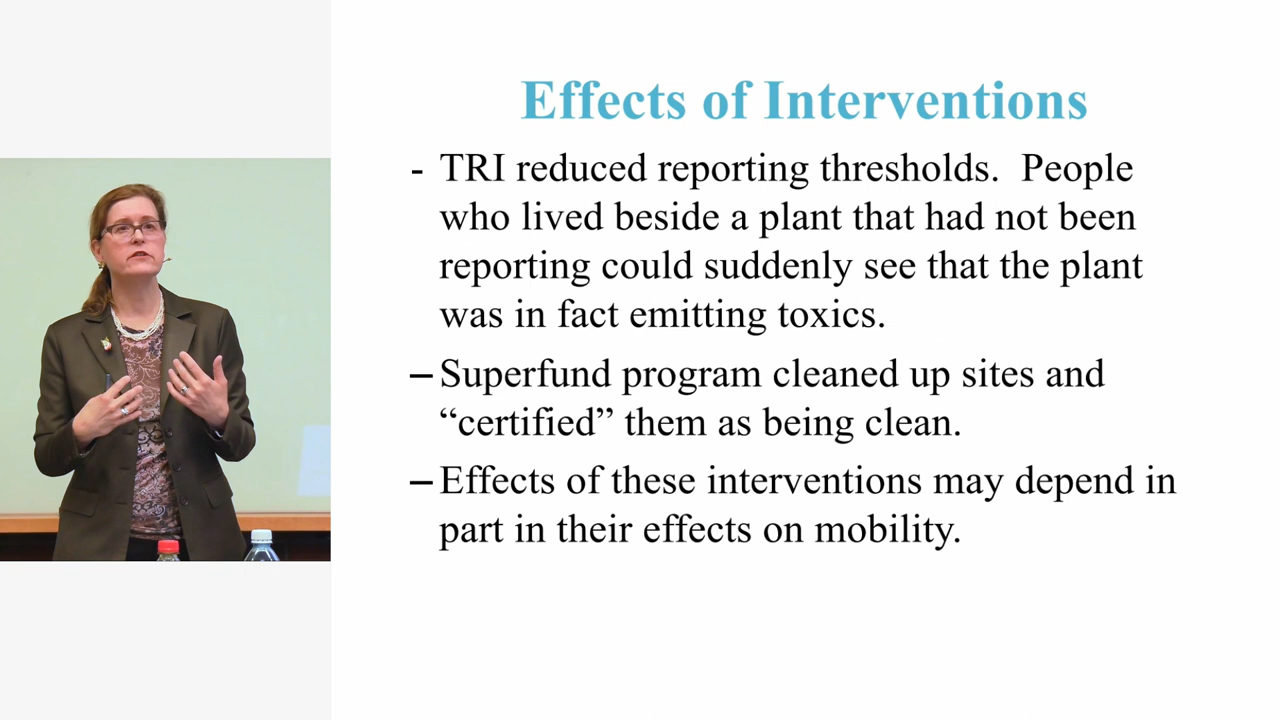 Effects of Interventions
- TRI reduced reporting thresholds.  People
who lived beside a plant that had not been
reporting could suddenly see that the plant
was in fact emitting toxics.
– Superfund program cleaned up sites and
“certified” them as being clean.
– Effects of these interventions may depend in
part in their effects on mobility.